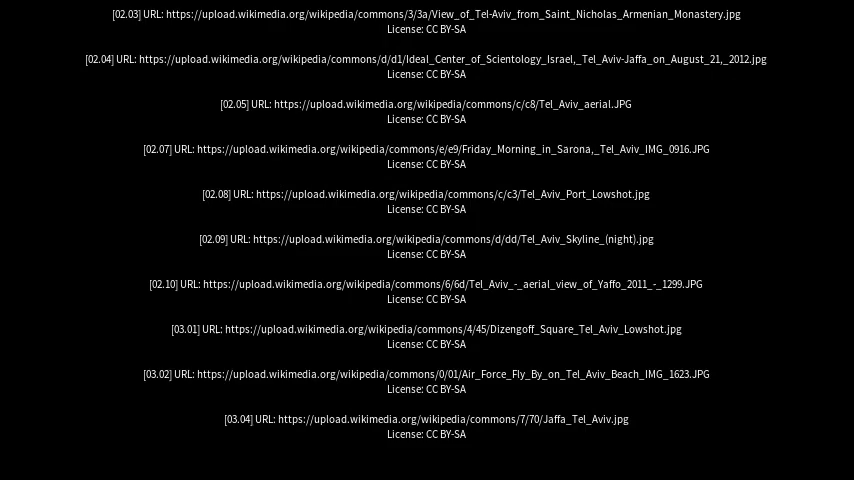 [02.03] URL: https://upload.wikimedia.org/wikipedia/commons/3/3a/View_of_Tel-Aviv_from_Saint_Nicholas_Armenian_Monastery.jpg
License: CC BY-SA
[02.04] URL: https://upload.wikimedia.org/wikipedia/commons/d/d1/Ideal_Center_of_Scientology_Israel,_Tel_Aviv-Jaffa_on_August_21,_2012.jpg
License: CC BY-SA
[02.05] URL: https://upload.wikimedia.org/wikipedia/commons/c/c8/Tel_Aviv_aerial.JPG
License: CC BY-SA
[02.07] URL: https://upload.wikimedia.org/wikipedia/commons/e/e9/Friday_Morning_in_Sarona,_Tel_Aviv_IMG_0916.JPG
License: CC BY-SA
[02.08] URL: https://upload.wikimedia.org/wikipedia/commons/c/c3/Tel_Aviv_Port_Lowshot.jpg
License: CC BY-SA
[02.09] URL: https://upload.wikimedia.org/wikipedia/commons/d/dd/Tel_Aviv_Skyline_(night).jpg
License: CC BY-SA
[02.10] URL: https://upload.wikimedia.org/wikipedia/commons/6/6d/Tel_Aviv_-_aerial_view_of_Yaffo_2011_-_1299.JPG
License: CC BY-SA
[03.01] URL: https://upload.wikimedia.org/wikipedia/commons/4/45/Dizengoff_Square_Tel_Aviv_Lowshot.jpg
License: CC BY-SA
[03.02] URL: https://upload.wikimedia.org/wikipedia/commons/0/01/Air_Force_Fly_By_on_Tel_Aviv_Beach_IMG_1623.JPG
License: CC BY-SA
[03.04] URL: https://upload.wikimedia.org/wikipedia/commons/7/70/Jaffa_Tel_Aviv.jpg
License: CC BY-SA